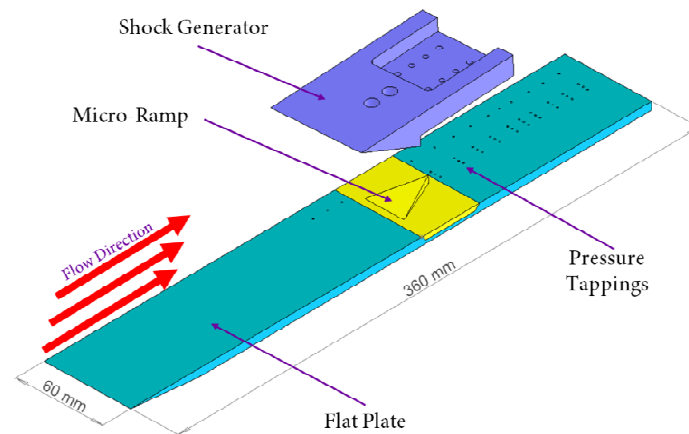 Shock Generator
Micro Ramp
Flow Direction
Pressure
Tappings
360 mm
60 mm
Flat Plate